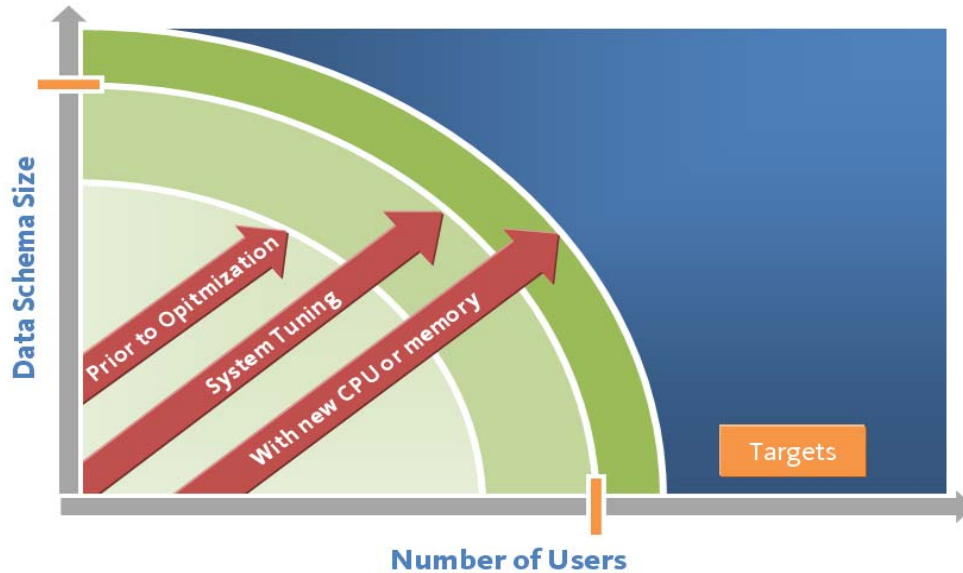 Data Schema Size
Prior to Opitmization
System Tuning
With new CPU or memory
Targets
Number of Users